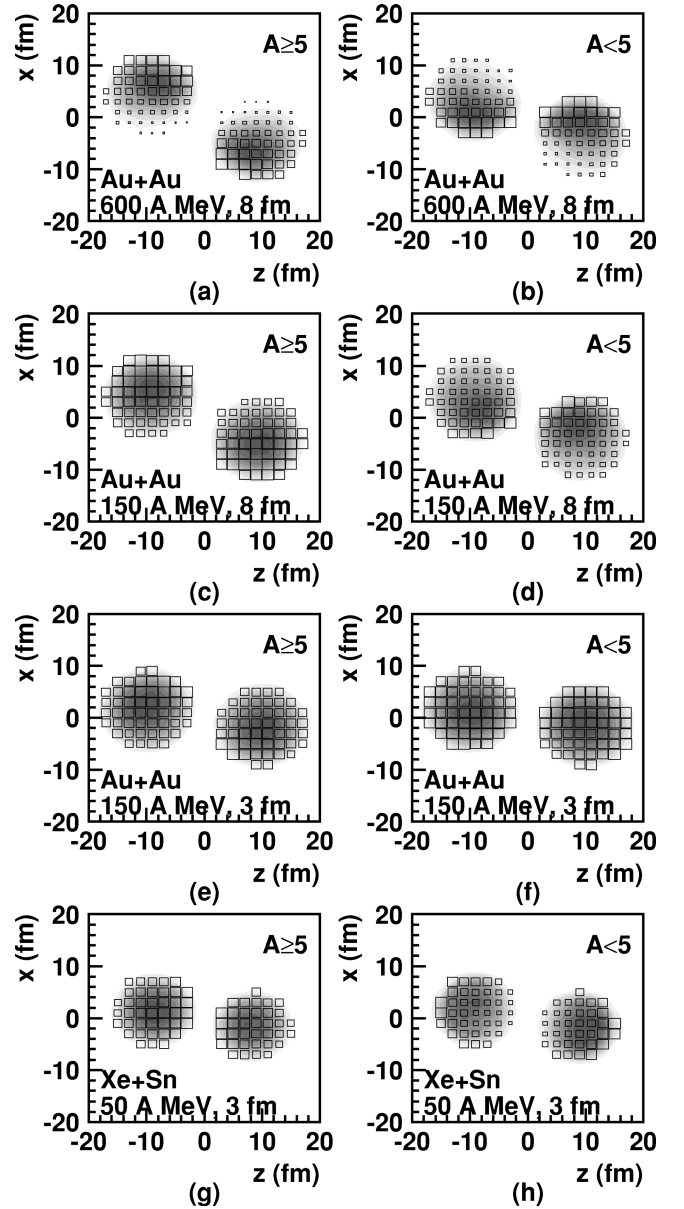 x (fm)
20
10
0
-10
-20
A≥5
Au+Au
600 A MeV, 8 fm
-20 -10 0 10 20
z (fm)
(a)
x (fm)
20
10
0
-10
-20
A<5
Au+Au
600 A MeV, 8 fm
-20 -10 0 10 20
z (fm)
(b)
x (fm)
20
10
0
-10
-20
A≥5
Au+Au
150 A MeV, 8 fm
-20 -10 0 10 20
z (fm)
(c)
x (fm)
20
10
0
-10
-20
A<5
Au+Au
150 A MeV, 8 fm
-20 -10 0 10 20
z (fm)
(d)
x (fm)
20
10
0
-10
-20
A≥5
Au+Au
150 A MeV, 3 fm
-20 -10 0 10 20
z (fm)
(e)
x (fm)
20
10
0
-10
-20
A<5
Au+Au
150 A MeV, 3 fm
-20 -10 0 10 20
z (fm)
(f)
x (fm)
20
10
0
-10
-20
A≥5
Xe+Sn
50 A MeV, 3 fm
-20 -10 0 10 20
z (fm)
(g)
x (fm)
20
10
0
-10
-20
A<5
Xe+Sn
50 A MeV, 3 fm
-20 -10 0 10 20
z (fm)
(h)